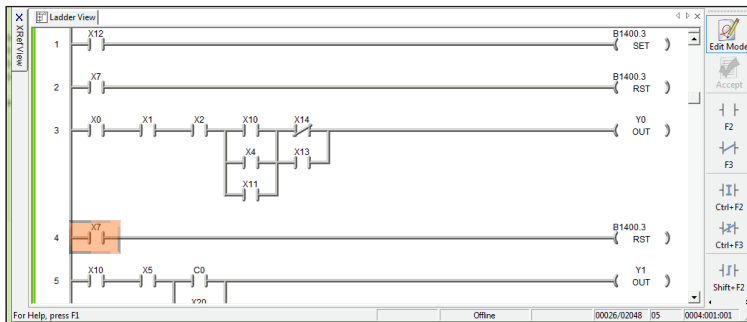 XRef View
Ladder View
1
X12
B1400.3
SET
2
X7
B1400.3
RST
3
X0 X1 X2 X10 X14
Y0
OUT
X4 X13
X11
4
X7
B1400.3
RST
5
X10 X5 C0
Y1
OUT
X20
Edit Mode
Accept
F2
F3
Ctrl+F2
Ctrl+F3
Shift+F2
For Help, press F1
Offline
00026/02048 05 0004:001:001